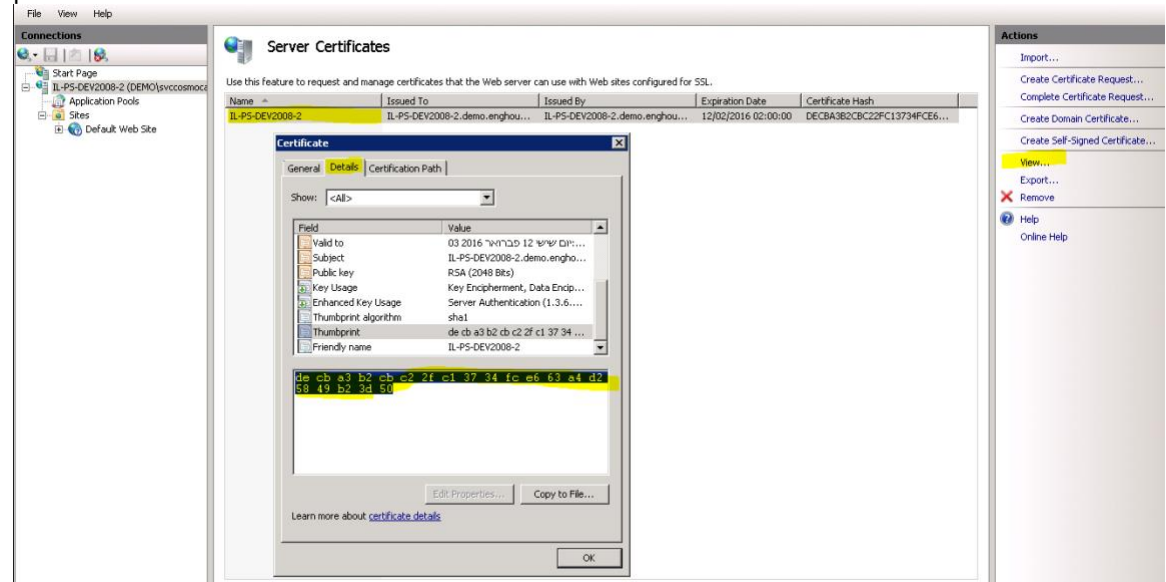 File View Help
Connections
Start Page
IL-PS-DEV2008-2 (DEMO\svccosmoca
Application Pools
Sites
Default Web Site
Server Certificates
Use this feature to request and manage certificates that the Web server can use with Web sites configured for SSL.
Name Issued To Issued By Expiration Date Certificate Hash
IL-PS-DEV2008-2 IL-PS-DEV2008-2.demo.enghou... IL-PS-DEV2008-2.demo.enghou... 12/02/2016 02:00:00 DECBA3B2CBC22FC13734FCE6...
Certificate
General Details Certification Path
Show: <All>
Field Value
Valid to יום שישי 12 פברואר 2016 03:...
Subject IL-PS-DEV2008-2.demo.engho...
Public key RSA (2048 Bits)
Key Usage Key Encipherment, Data Encip...
Enhanced Key Usage Server Authentication (1.3.6....
Thumbprint algorithm sha1
Thumbprint de cb a3 b2 cb c2 2f c1 37 34 ...
Friendly name IL-PS-DEV2008-2
de cb a3 b2 cb c2 2f c1 37 34 fc e6 63 a4 d2
58 49 b2 3d 50
Edit Properties... Copy to File...
Learn more about certificate details
OK
Actions
Import...
Create Certificate Request...
Complete Certificate Request...
Create Domain Certificate...
Create Self-Signed Certificate...
View...
Export...
Remove
Help
Online Help